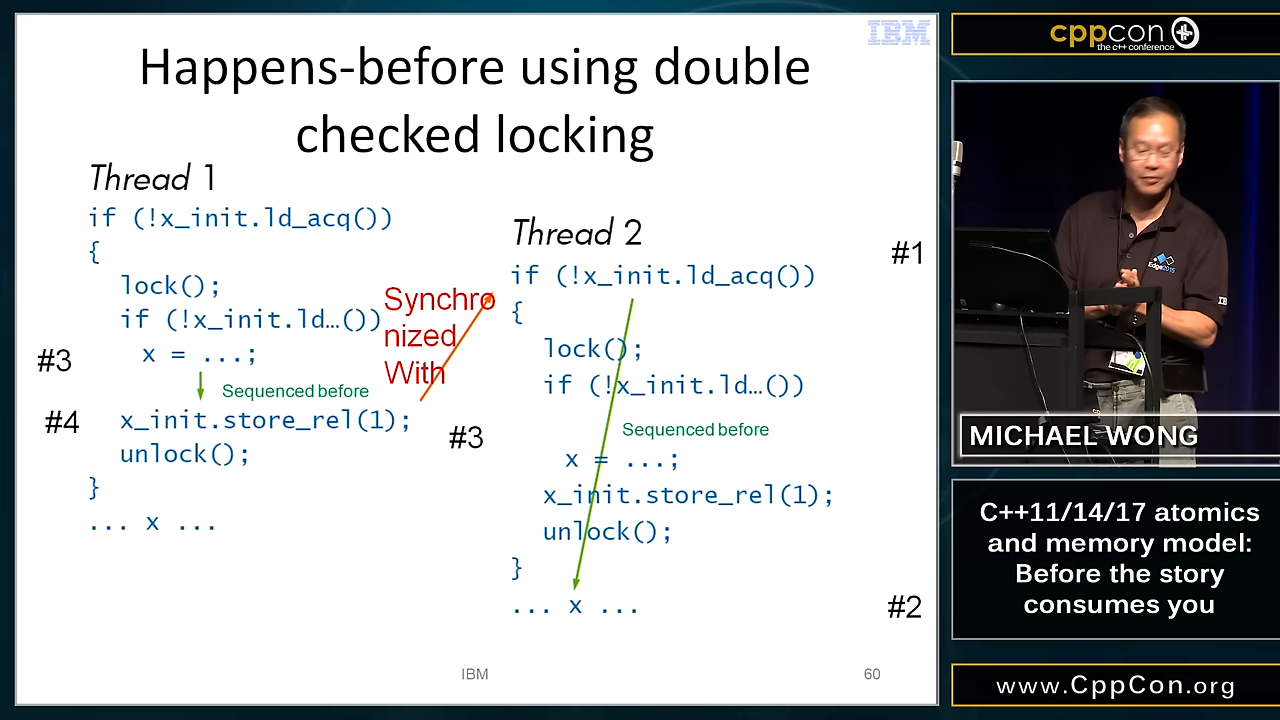 IBM
Happens-before using double
checked locking
Thread 1
if (!x_init.ld_acq())
{
lock();
if (!x_init.ld…())
#3
x = ...;
Sequenced before
#4
x_init.store_rel(1);
unlock();
}
... x ...
Synchro
nized
With
#3
Thread 2
#1
if (!x_init.ld_acq())
{
lock();
if (!x_init.ld…())
Sequenced before
x = ...;
x_init.store_rel(1);
unlock();
}
... x ...
#2
IBM
60
cppcon
the c++ conference
Edge2015
IB
MICHAEL WONG
C++11/14/17 atomics
and memory model:
Before the story
consumes you
www.CppCon.org